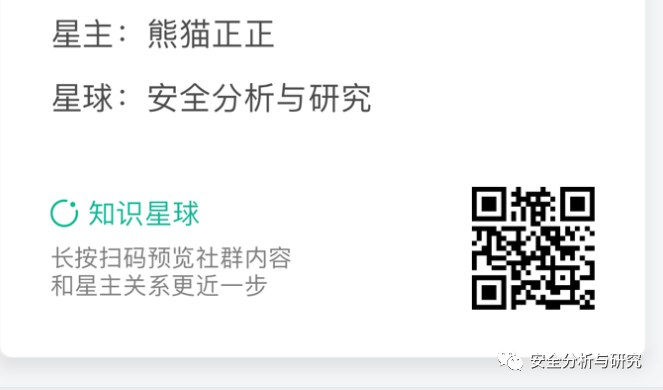 星主：熊猫正正
星球：安全分析与研究
知识星球
长按扫码预览社群内容
和星主关系更近一步
安全分析与研究